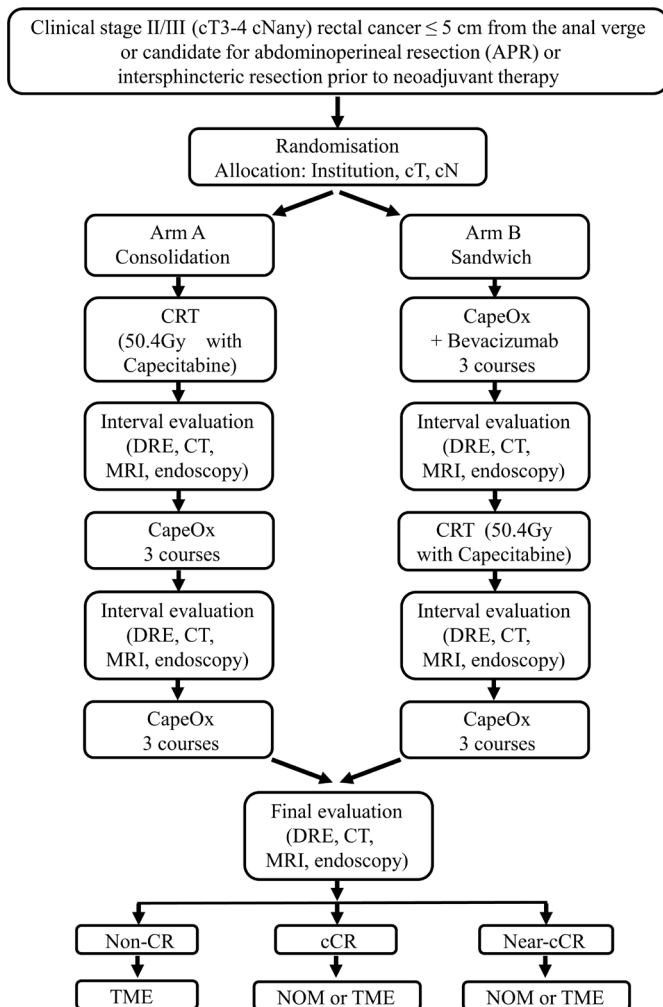 Clinical stage II/III (cT3-4 cNany) rectal cancer ≤ 5 cm from the anal verge
or candidate for abdominoperineal resection (APR) or
intersphincteric resection prior to neoadjuvant therapy
Randomisation
Allocation: Institution, cT, cN
Arm A
Consolidation
CRT
(50.4Gy with
Capecitabine)
Interval evaluation
(DRE, CT,
MRI, endoscopy)
CapeOx
3 courses
Interval evaluation
(DRE, CT,
MRI, endoscopy)
CapeOx
3 courses
Arm B
Sandwich
CapeOx
+ Bevacizumab
3 courses
Interval evaluation
(DRE, CT,
MRI, endoscopy)
CRT (50.4Gy
with Capecitabine)
Interval evaluation
(DRE, CT,
MRI, endoscopy)
CapeOx
3 courses
Final evaluation
(DRE, CT,
MRI, endoscopy)
Non-CR
cCR
Near-cCR
TME
NOM or TME
NOM or TME